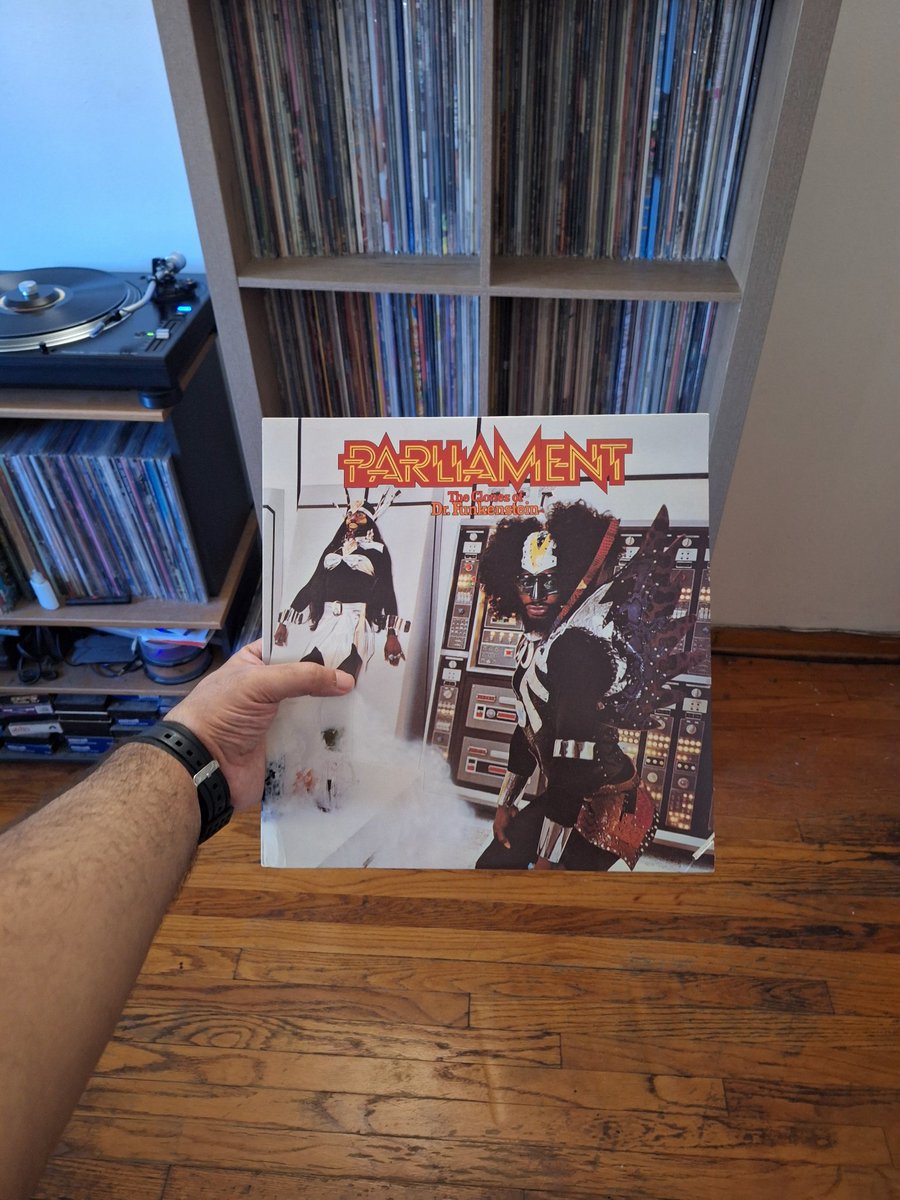 PARLIAMENT
The Clones of
Dr. Funkenstein